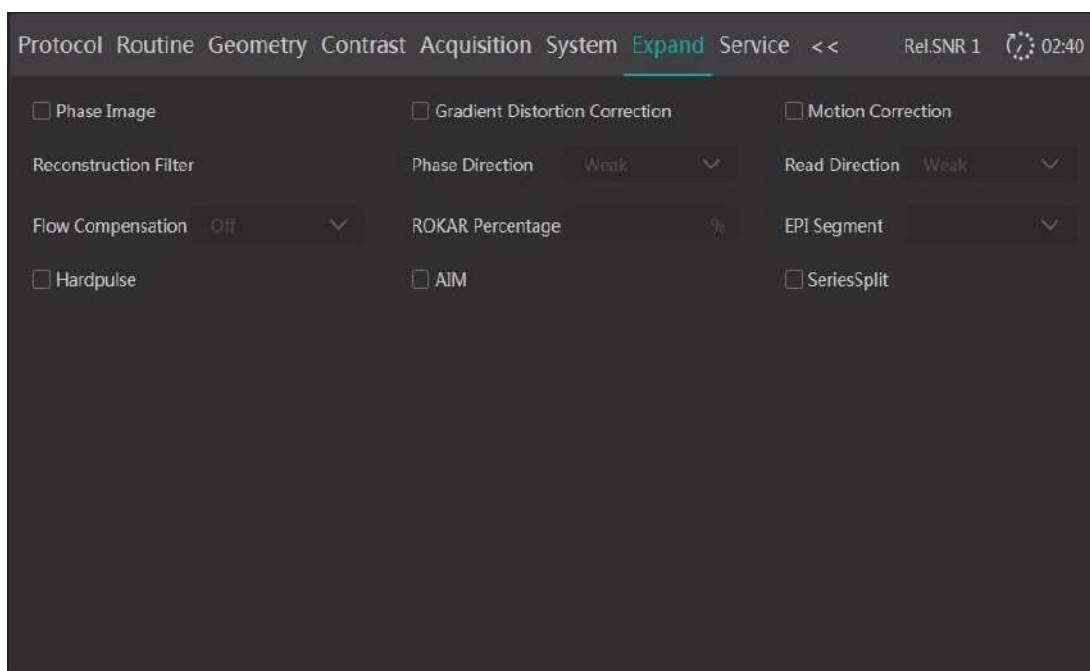 Protocol Routine Geometry Contrast Acquisition System Expand Service << Rel.SNR 1 02:40
Phase Image Gradient Distortion Correction Motion Correction
Reconstruction Filter Phase Direction Weak Read Direction Weak
Flow Compensation Off ROKAR Percentage % EPI Segment
Hardpulse AIM SeriesSplit